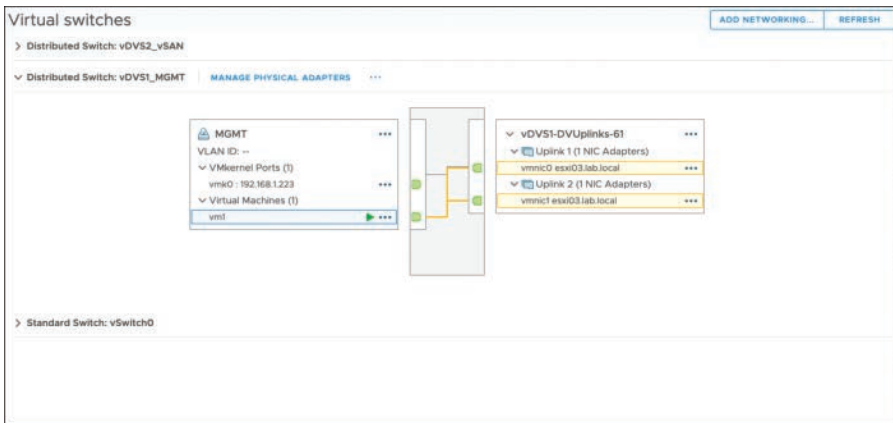 Virtual switches
ADD NETWORKING... REFRESH
Distributed Switch: vDVS2_vSAN
Distributed Switch: vDVS1_MGMT MANAGE PHYSICAL ADAPTERS ...
MGMT ...
VLAN ID: --
VMkernel Ports (1)
vmk0 : 192.168.1.223 ...
Virtual Machines (1)
vm1 ...
vDVS1-DVUplinks-61 ...
Uplink 1 (1 NIC Adapters)
vmnic0 esxi03.lab.local ...
Uplink 2 (1 NIC Adapters)
vmnic1 esxi03.lab.local ...
Standard Switch: vSwitch0